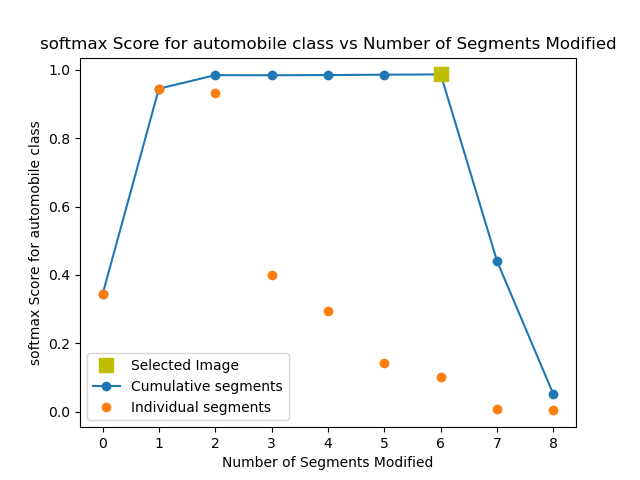 softmax Score for automobile class vs Number of Segments Modified
softmax Score for automobile class
1.0
0.8
0.6
0.4
0.2
0.0
Selected Image
Cumulative segments
Individual segments
0 1 2 3 4 5 6 7 8
Number of Segments Modified